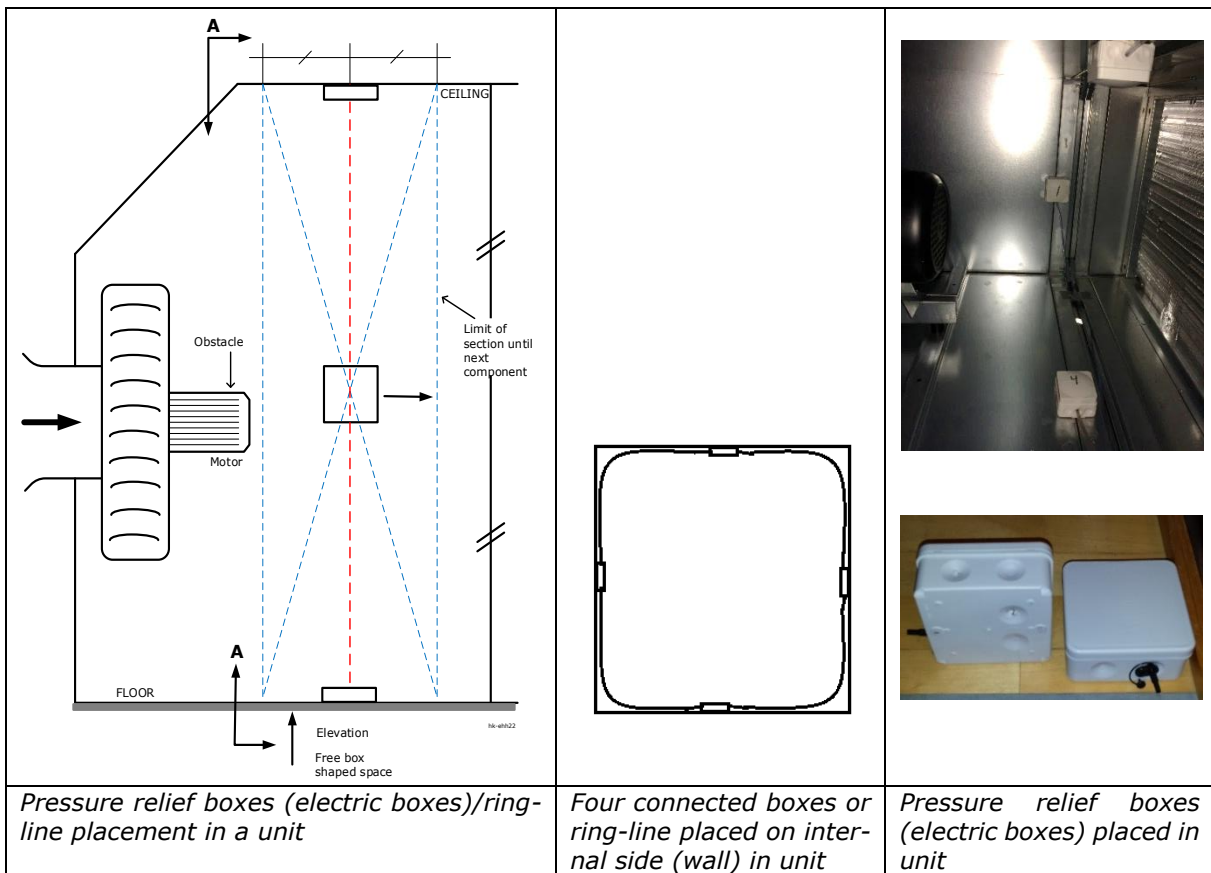 A
CEILING
Limit of
section until
next
component
Obstacle
Motor
A
FLOOR
hk-ehh22
Elevation
Free box
shaped space
1
4
Pressure relief boxes (electric boxes)/ring-
line placement in a unit
Four connected boxes or
ring-line placed on inter-
nal side (wall) in unit
Pressure relief boxes
(electric boxes) placed in
unit